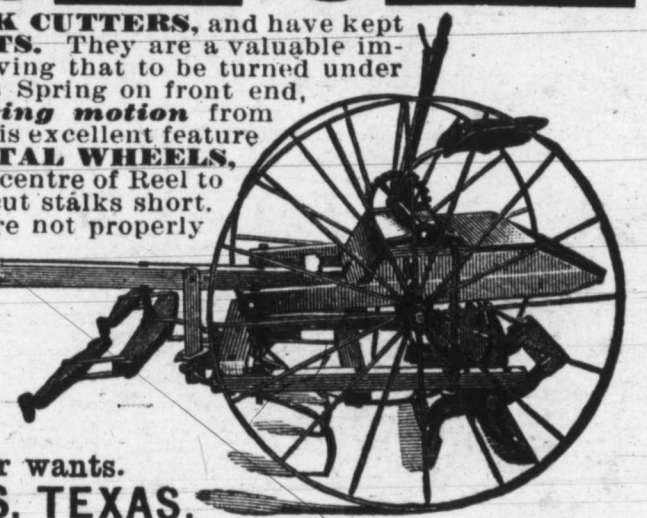 K CUTTERS, and have kept
TS. They are a valuable im-
ving that to be turned under
Spring on front end,
ing motion from
is excellent feature
TAL WHEELS,
centre of Reel to
cut stalks short.
re not properly
r wants.
S, TEXAS.